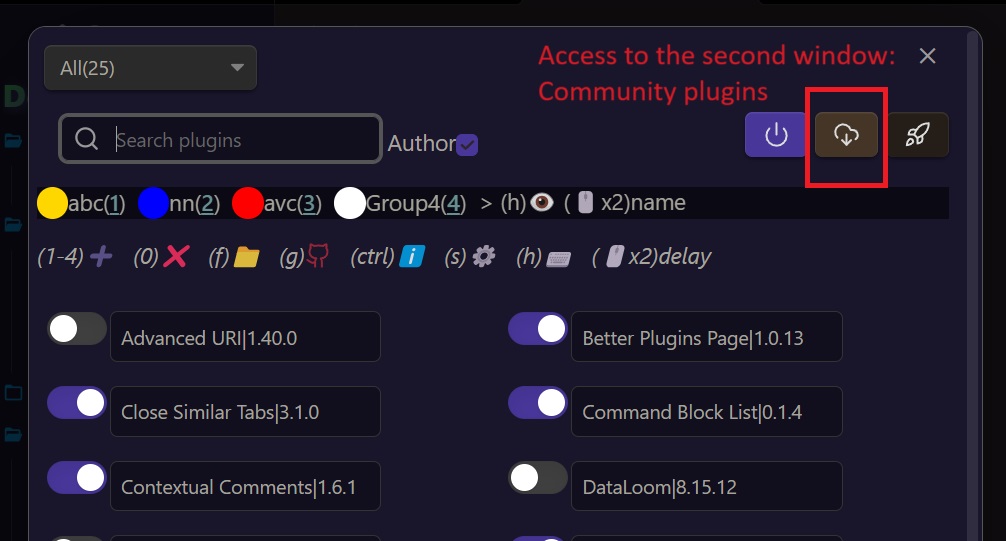 All(25)
Access to the second window:
Community plugins
Search plugins
Author
abc(1) nn(2) avc(3) Group4(4) > (h) ( x2)name
(1-4) (0) (f) (g) (ctrl) i (s) (h) ( x2)delay
Advanced URI|1.40.0
Better Plugins Page|1.0.13
Close Similar Tabs|3.1.0
Command Block List|0.1.4
Contextual Comments|1.6.1
DataLoom|8.15.12
D